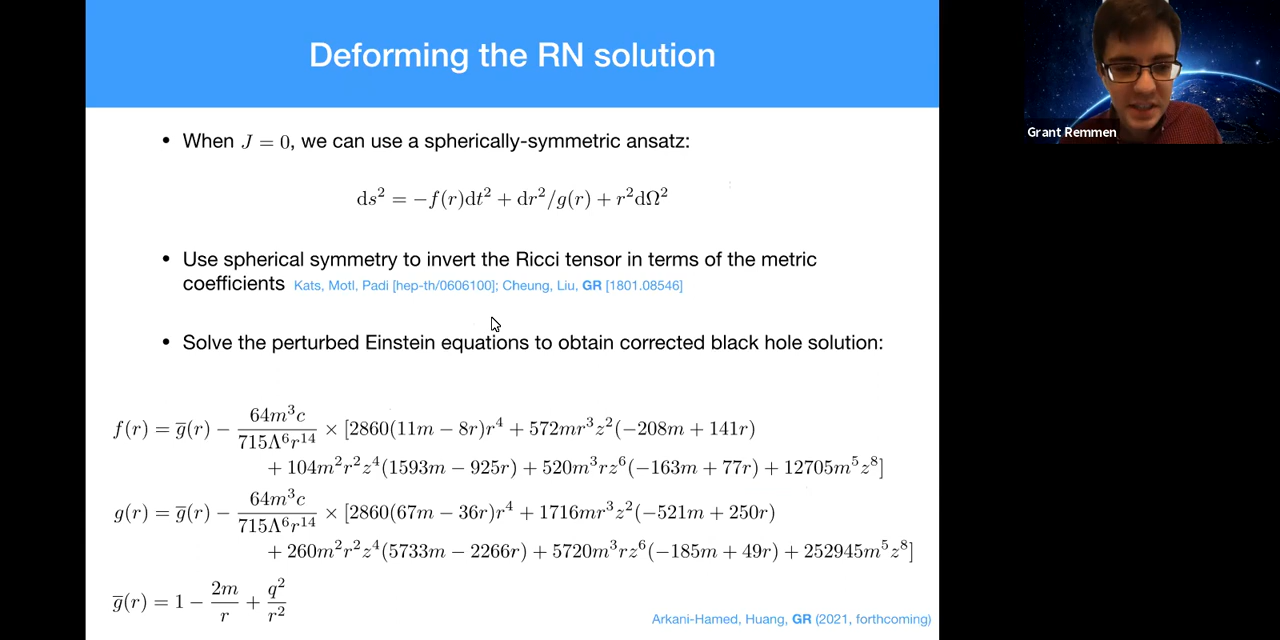 Deforming the RN solution
Grant Remmen
• When J = 0, we can use a spherically-symmetric ansatz:
ds² = −f(r)dt² + dr²/g(r) + r²dΩ²
• Use spherical symmetry to invert the Ricci tensor in terms of the metric
coefficients Kats, Motl, Padi [hep-th/0606100]; Cheung, Liu, GR [1801.08546]
• Solve the perturbed Einstein equations to obtain corrected black hole solution:
f(r) = g̅(r) − 64m³c / 715Λ⁶r¹⁴ × [2860(11m − 8r)r⁴ + 572mr³z²(−208m + 141r)
+ 104m²r²z⁴(1593m − 925r) + 520m³rz⁶(−163m + 77r) + 12705m⁵z⁸]
g(r) = g̅(r) − 64m³c / 715Λ⁶r¹⁴ × [2860(67m − 36r)r⁴ + 1716mr³z²(−521m + 250r)
+ 260m²r²z⁴(5733m − 2266r) + 5720m³rz⁶(−185m + 49r) + 252945m⁵z⁸]
g̅(r) = 1 − 2m/r + q²/r²
Arkani-Hamed, Huang, GR (2021, forthcoming)